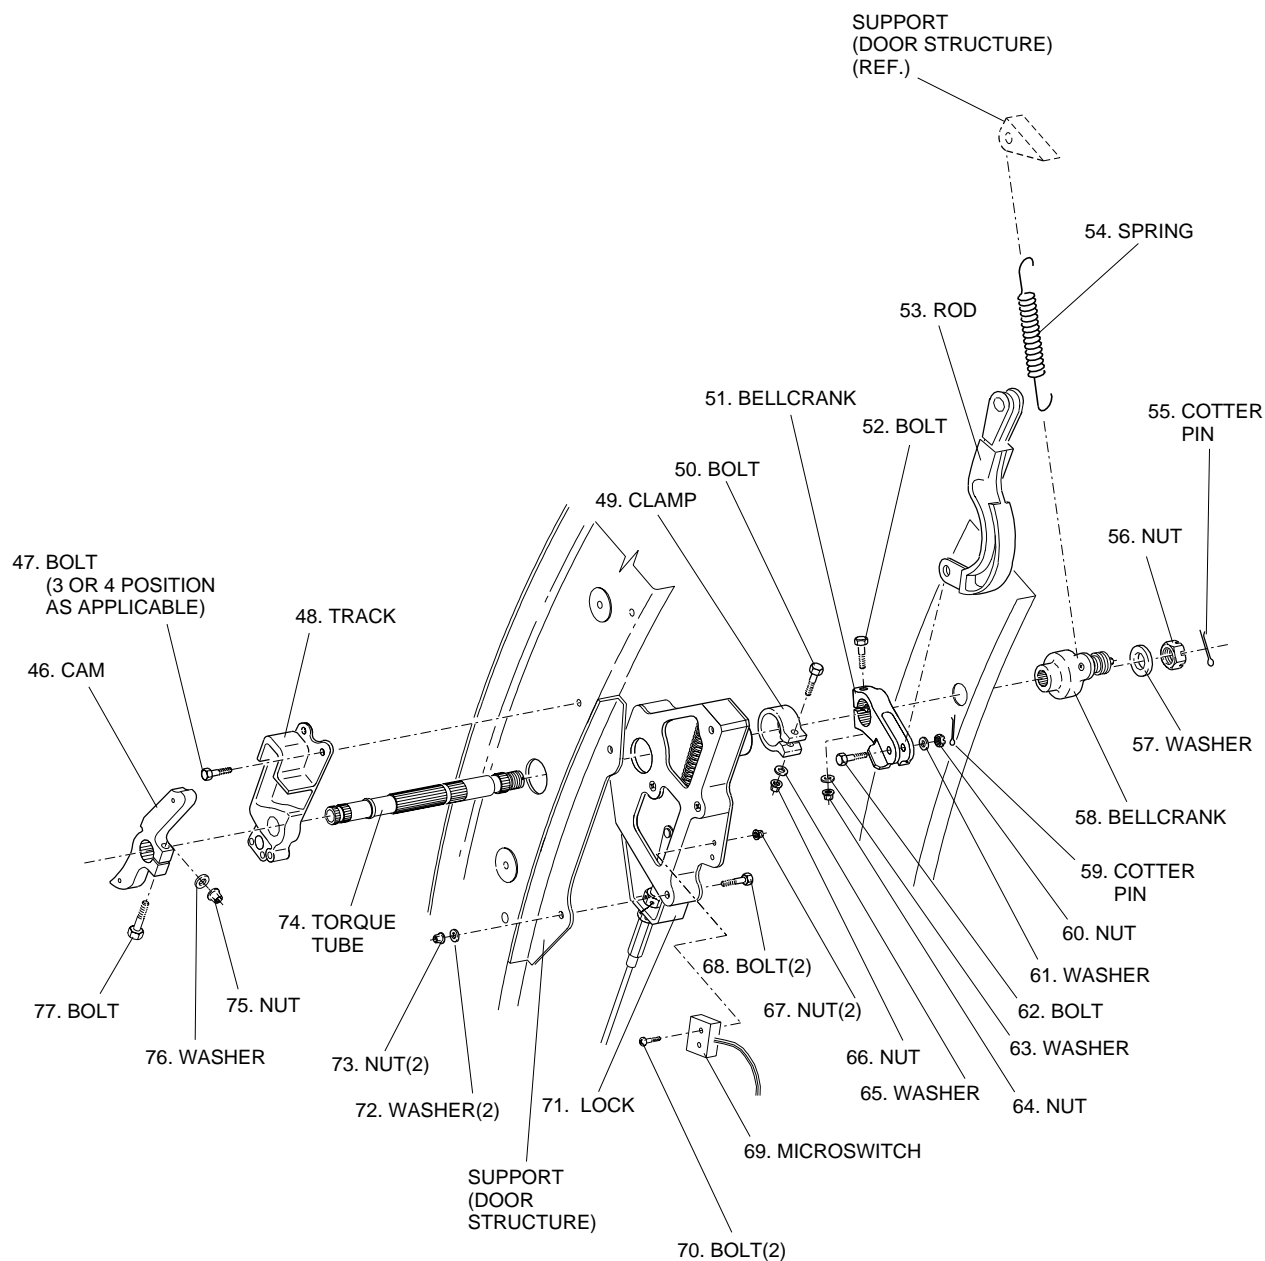 SUPPORT
(DOOR STRUCTURE)
(REF.)
54. SPRING
53. ROD
51. BELLCRANK
52. BOLT
55. COTTER
PIN
50. BOLT
49. CLAMP
56. NUT
47. BOLT
(3 OR 4 POSITION
AS APPLICABLE)
48. TRACK
46. CAM
57. WASHER
58. BELLCRANK
59. COTTER
PIN
74. TORQUE
TUBE
60. NUT
68. BOLT(2)
61. WASHER
77. BOLT
75. NUT
67. NUT(2)
62. BOLT
76. WASHER
73. NUT(2)
66. NUT
63. WASHER
72. WASHER(2)
71. LOCK
65. WASHER
64. NUT
69. MICROSWITCH
SUPPORT
(DOOR
STRUCTURE)
70. BOLT(2)